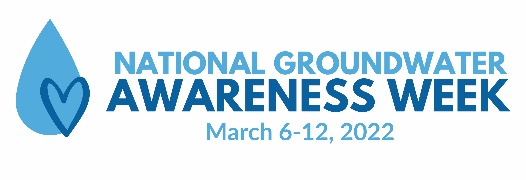 NATIONAL GROUNDWATER
AWARENESS WEEK
March 6-12, 2022